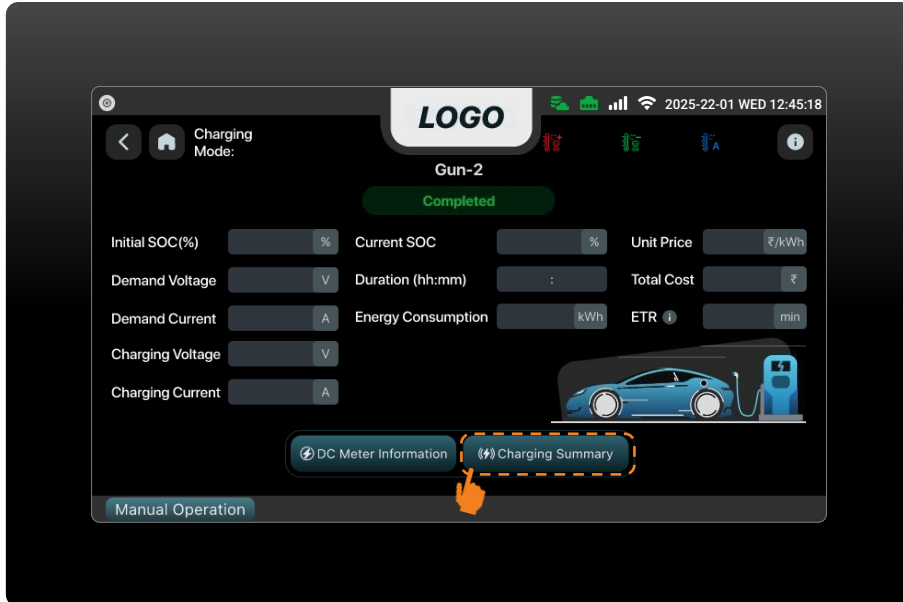 LOGO
2025-22-01 WED 12:45:18
Charging
Mode:
A
Gun-2
Completed
Initial SOC(%) %
Current SOC %
Unit Price ₹/kWh
Demand Voltage V
Duration (hh:mm) :
Total Cost ₹
Demand Current A
Energy Consumption kWh
ETR i min
Charging Voltage V
Charging Current A
DC Meter Information
Charging Summary
Manual Operation